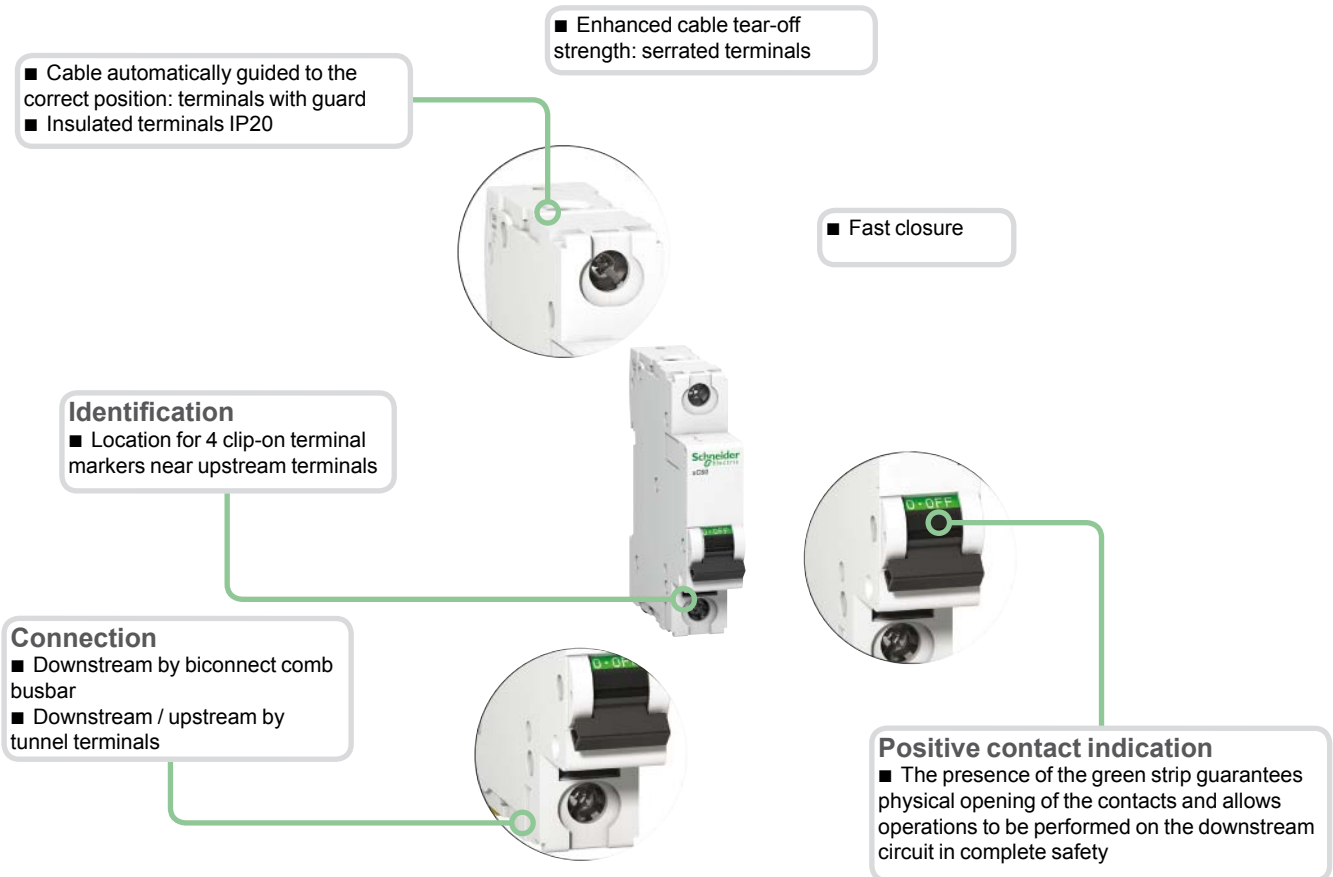 ■ Enhanced cable tear-off
strength: serrated terminals
■ Cable automatically guided to the
correct position: terminals with guard
■ Insulated terminals IP20
■ Fast closure
Identification
■ Location for 4 clip-on terminal
markers near upstream terminals
Schneider
Electric
O·OFF
O·OFF
Connection
■ Downstream by biconnect comb
busbar
■ Downstream / upstream by
tunnel terminals
Positive contact indication
■ The presence of the green strip guarantees
physical opening of the contacts and allows
operations to be performed on the downstream
circuit in complete safety